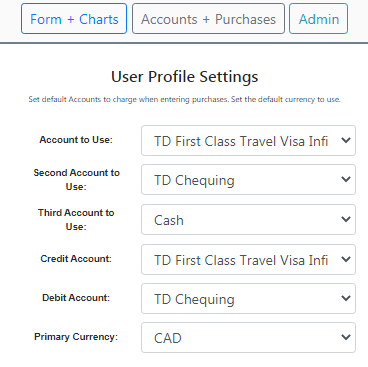 Form + Charts Accounts + Purchases Admin
User Profile Settings
Set default Accounts to charge when entering purchases. Set the default currency to use.
Account to Use: TD First Class Travel Visa Infi
Second Account to
Use:
TD Chequing
Third Account to
Use:
Cash
Credit Account: TD First Class Travel Visa Infi
Debit Account: TD Chequing
Primary Currency: CAD